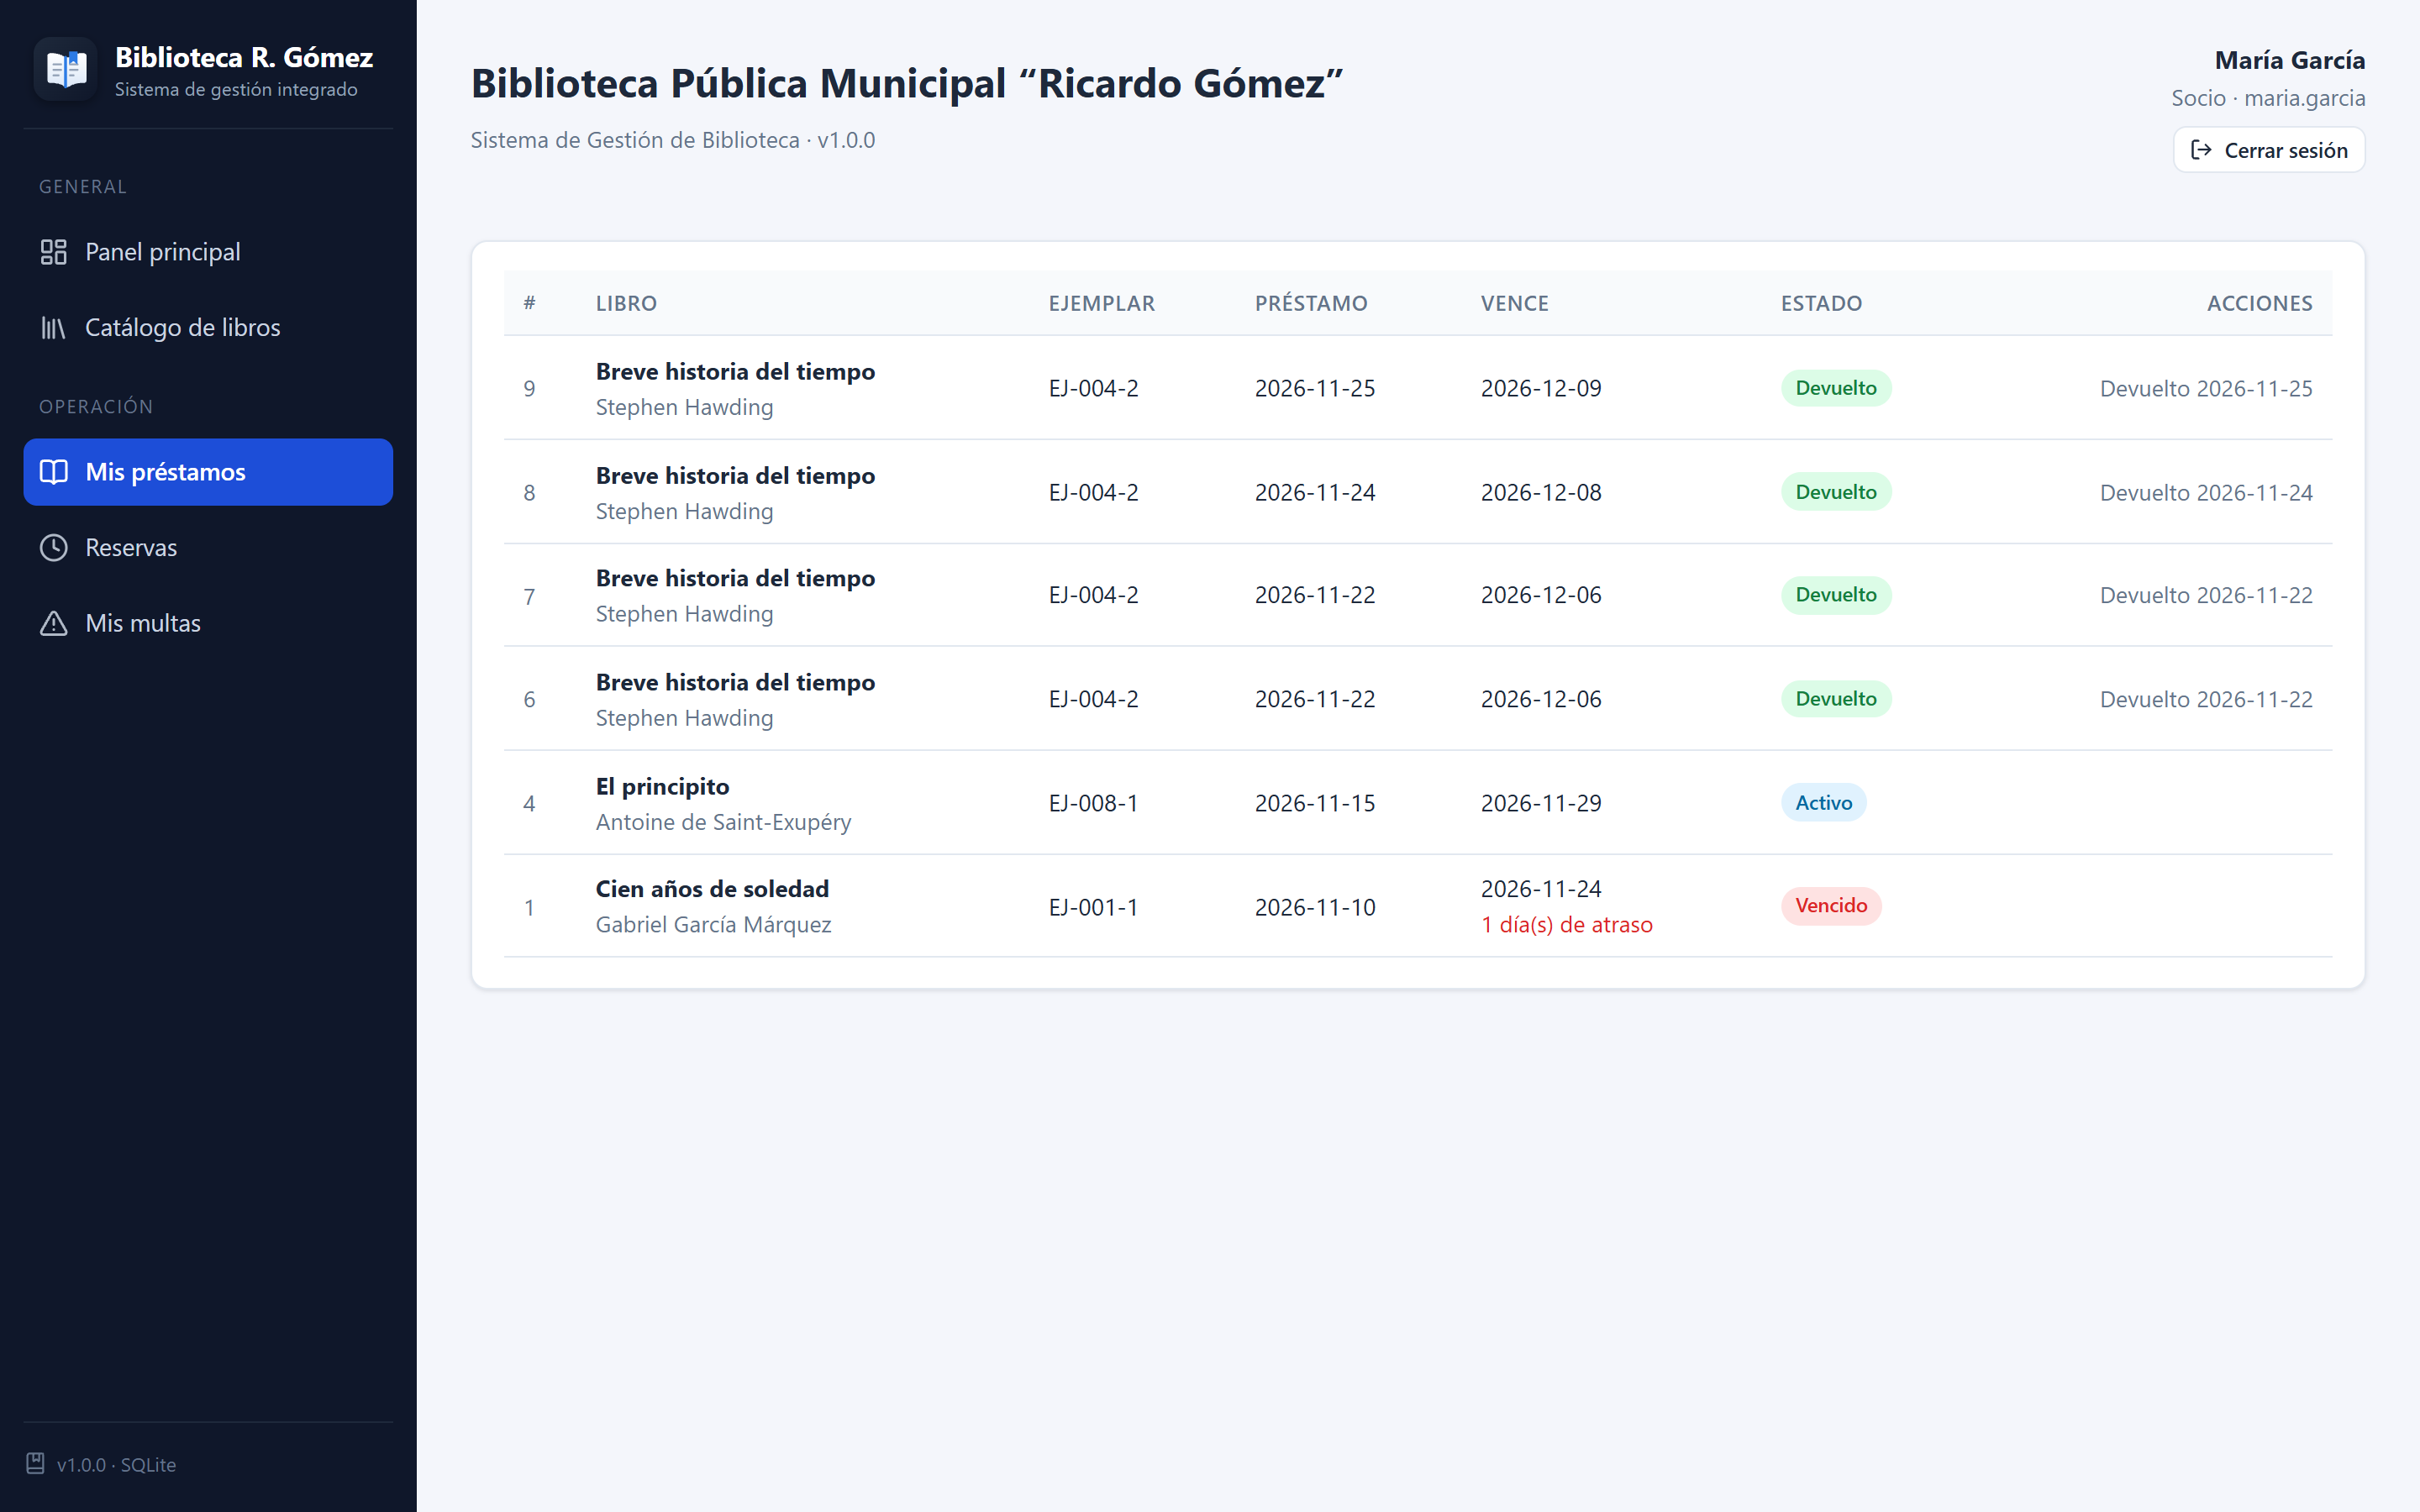 Biblioteca R. Gómez
Sistema de gestión integrado
GENERAL
Panel principal
Catálogo de libros
OPERACIÓN
Mis préstamos
Reservas
Mis multas
v1.0.0 · SQLite
Biblioteca Pública Municipal “Ricardo Gómez”
Sistema de Gestión de Biblioteca · v1.0.0
María García
Socio · maria.garcia
Cerrar sesión
# LIBRO EJEMPLAR PRÉSTAMO VENCE ESTADO ACCIONES
9 Breve historia del tiempo EJ-004-2 2026-11-25 2026-12-09 Devuelto Devuelto 2026-11-25
Stephen Hawding
8 Breve historia del tiempo EJ-004-2 2026-11-24 2026-12-08 Devuelto Devuelto 2026-11-24
Stephen Hawding
7 Breve historia del tiempo EJ-004-2 2026-11-22 2026-12-06 Devuelto Devuelto 2026-11-22
Stephen Hawding
6 Breve historia del tiempo EJ-004-2 2026-11-22 2026-12-06 Devuelto Devuelto 2026-11-22
Stephen Hawding
4 El principito EJ-008-1 2026-11-15 2026-11-29 Activo
Antoine de Saint-Exupéry
1 Cien años de soledad EJ-001-1 2026-11-10 2026-11-24 Vencido
Gabriel García Márquez 1 día(s) de atraso